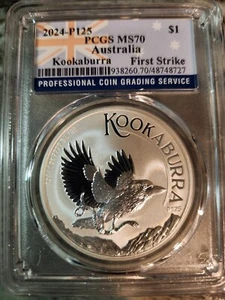 2024-P125 $1
PCGS MS70
Australia
Kookaburra First Strike
938260.70/48748727
PROFESSIONAL COIN GRADING SERVICE
KOOKABURRA